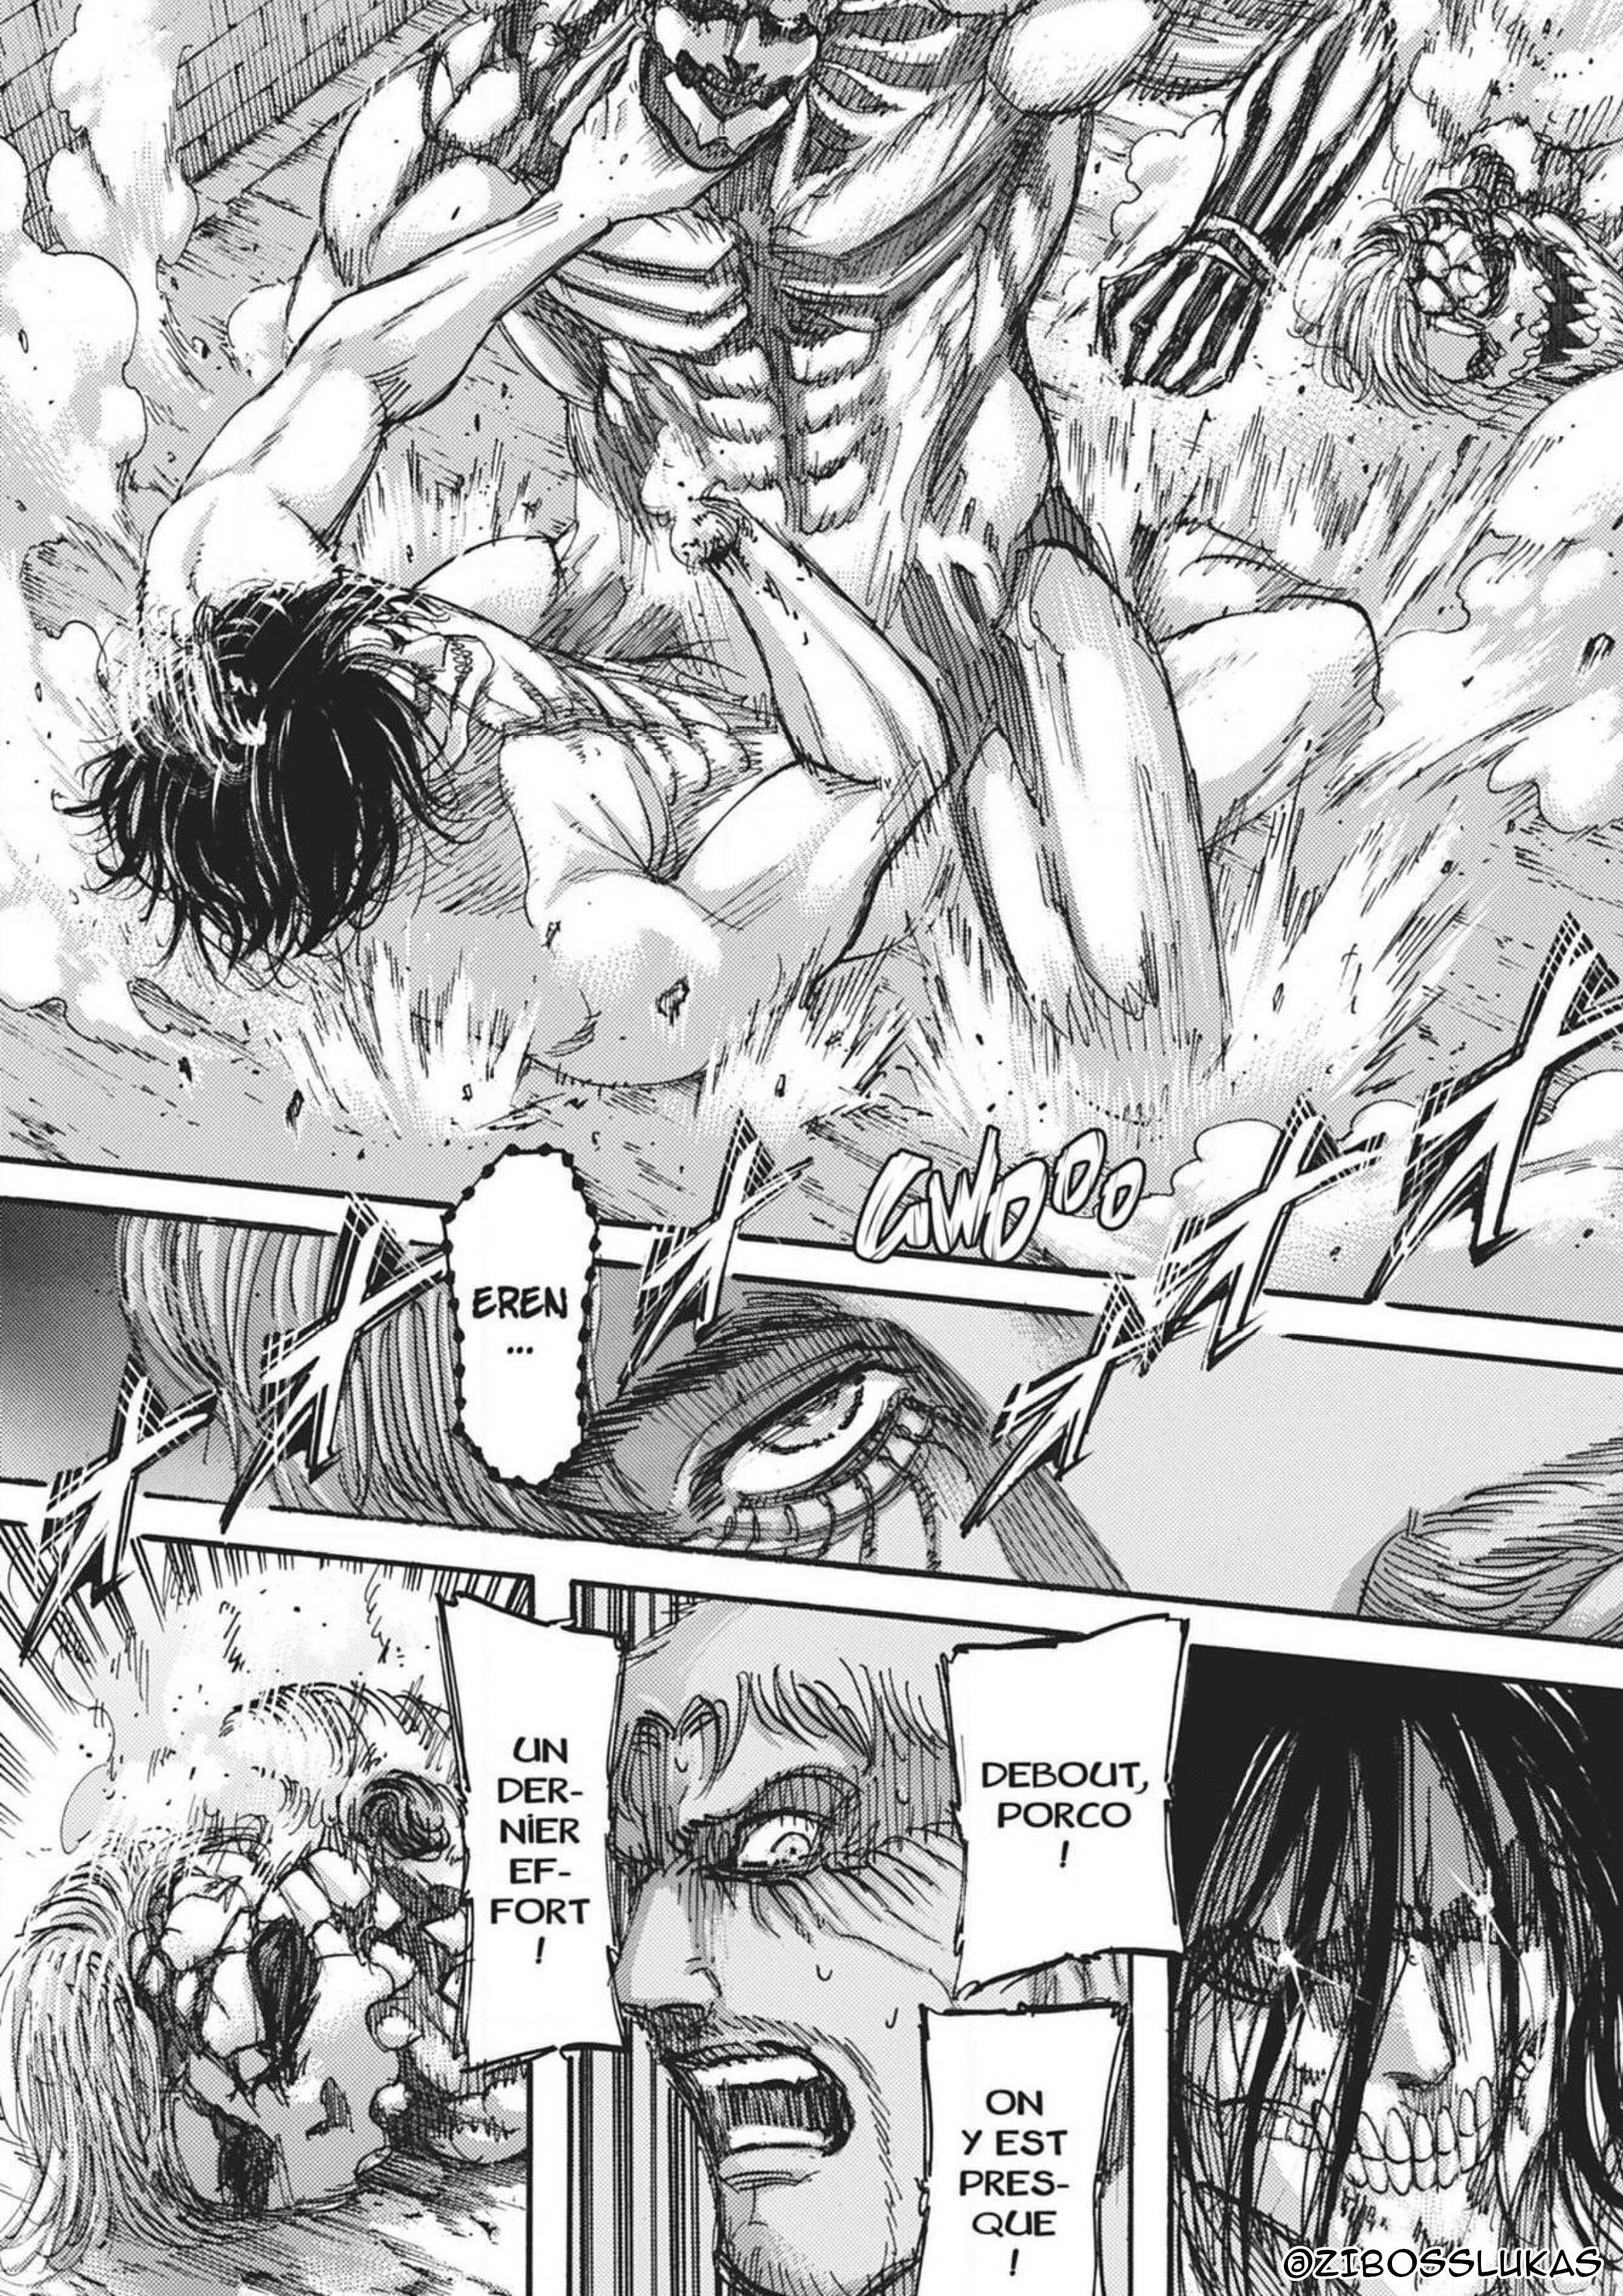 GWOOO
EREN
...
DEBOUT,
PORCO
!
UN
DER-
NIER
EF-
FORT
!
ON
Y EST
PRES-
QUE
!
@ZIBOSSLUKAS